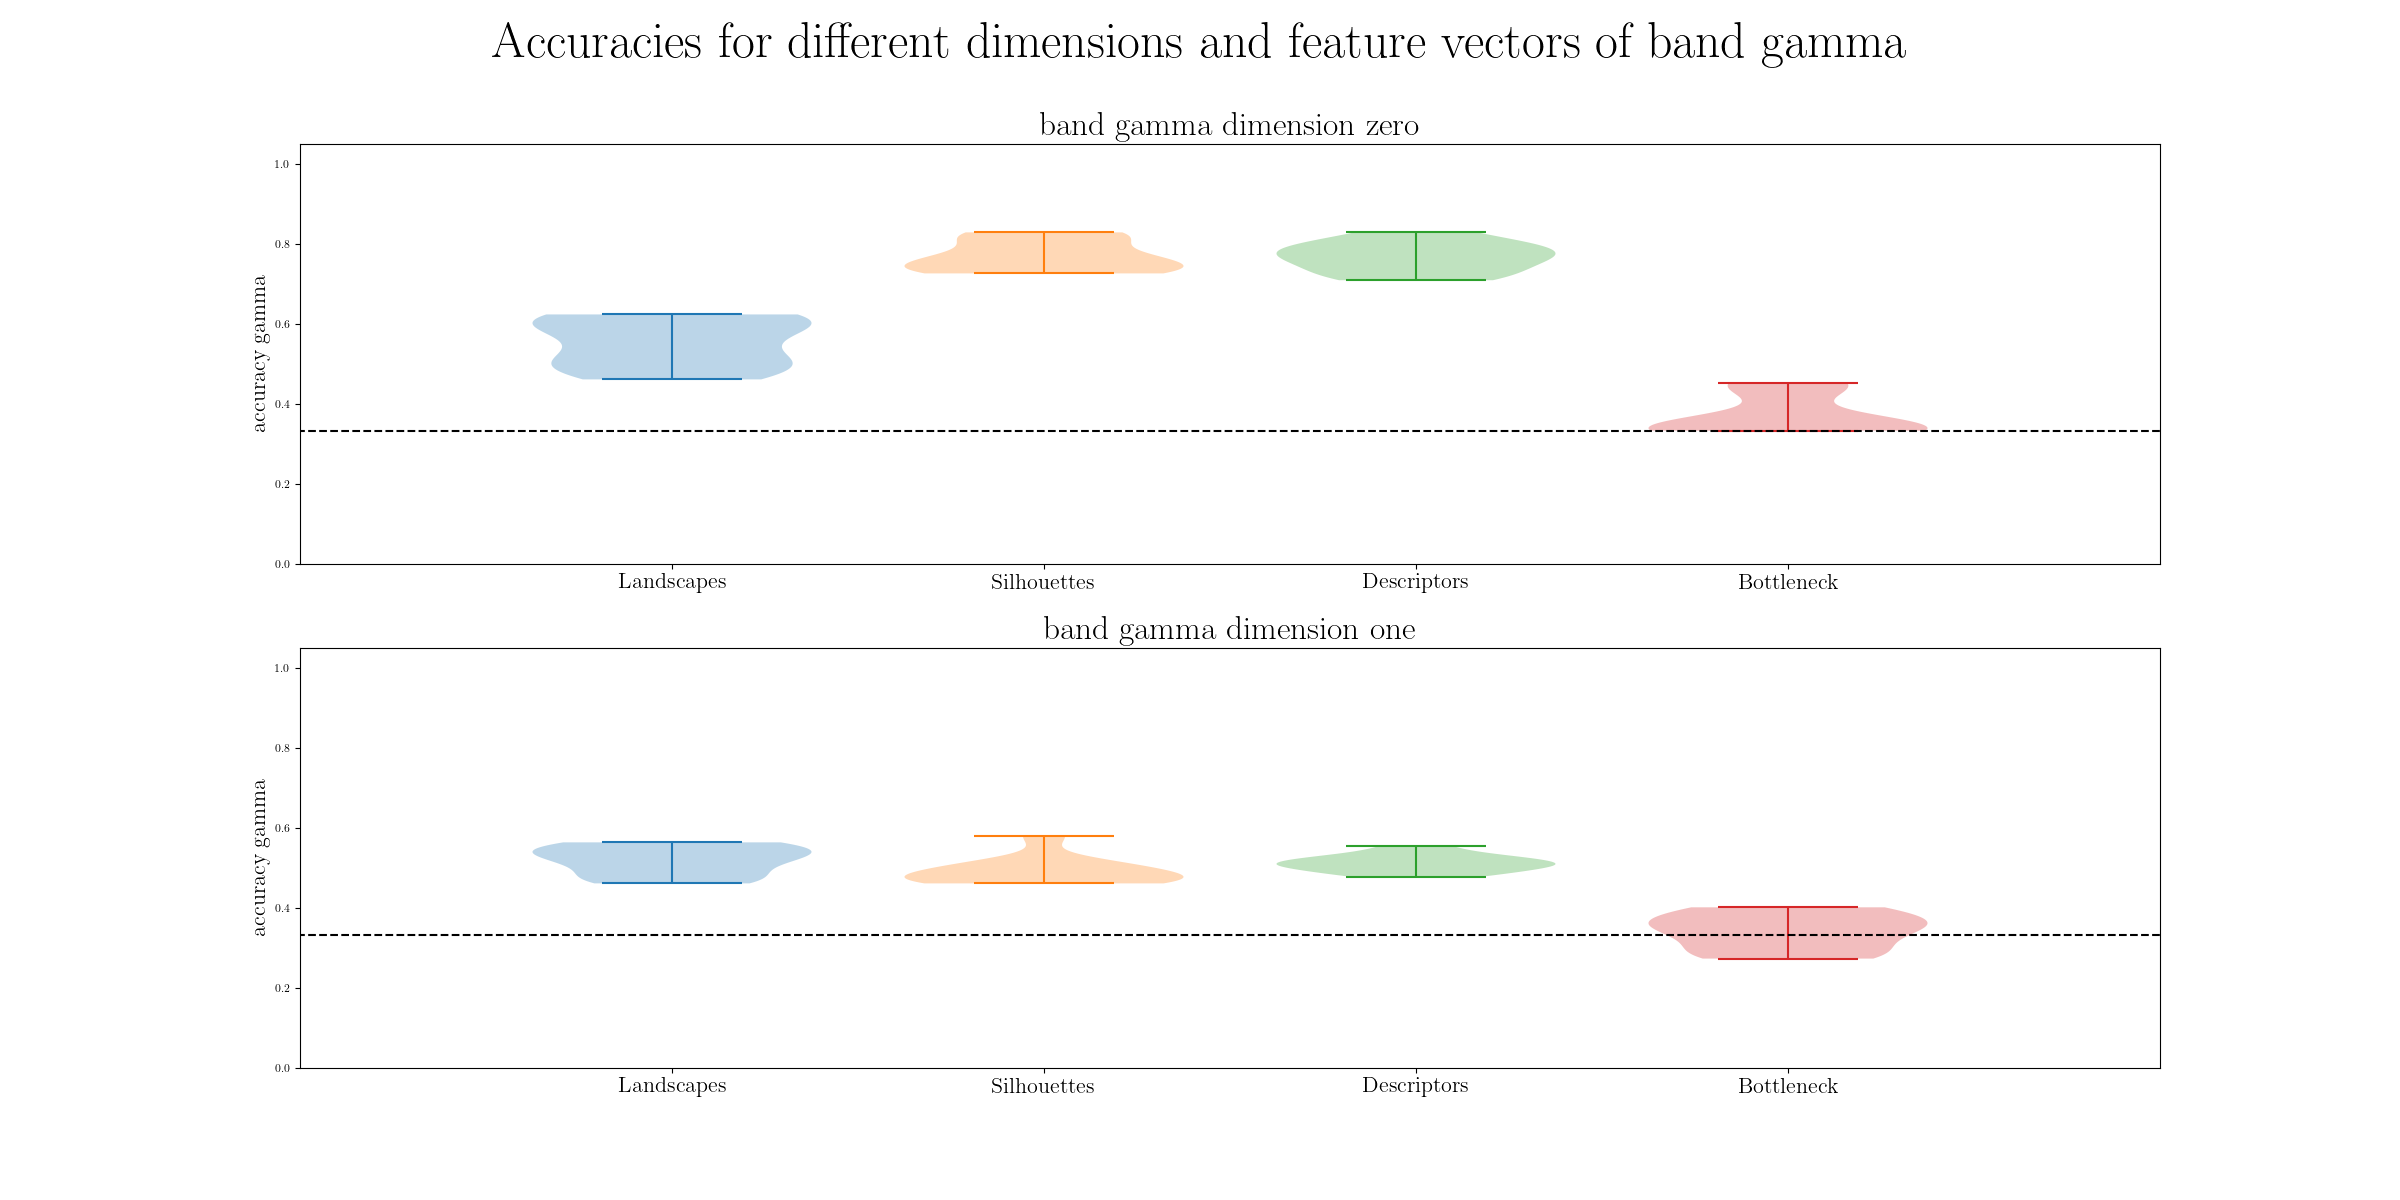 Accuracies for different dimensions and feature vectors of band gamma
band gamma dimension zero
accuracy gamma
1.0
0.8
0.6
0.4
0.2
0.0
Landscapes Silhouettes Descriptors Bottleneck
band gamma dimension one
accuracy gamma
1.0
0.8
0.6
0.4
0.2
0.0
Landscapes Silhouettes Descriptors Bottleneck